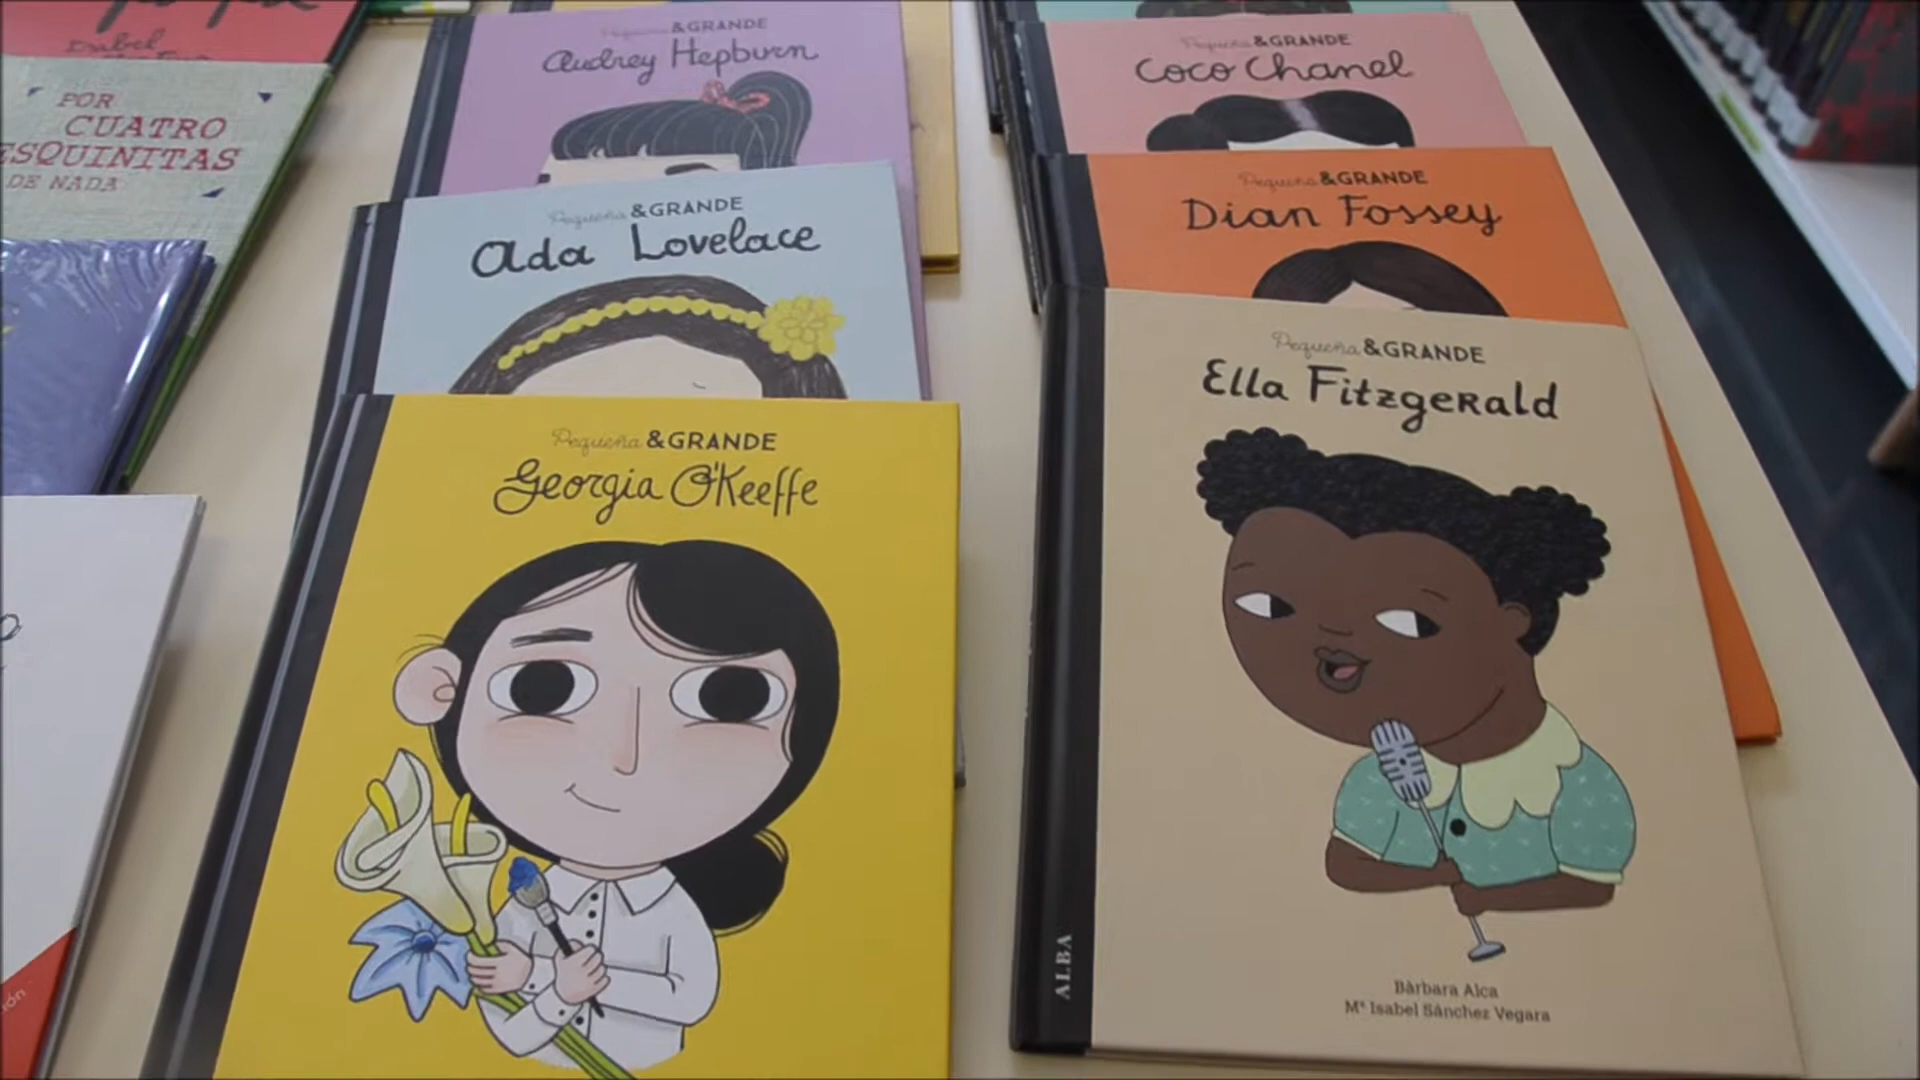 Isabel
POR
CUATRO
ESQUINITAS
DE NADA
Pequeña &GRANDE
Audrey Hepburn
Pequeña &GRANDE
Coco Chanel
Pequeña &GRANDE
Ada Lovelace
Pequeña &GRANDE
Dian Fossey
Pequeña &GRANDE
Georgia O'Keeffe
Pequeña &GRANDE
Ella Fitzgerald
ALBA
Bàrbara Alca
Mª Isabel Sánchez Vegara